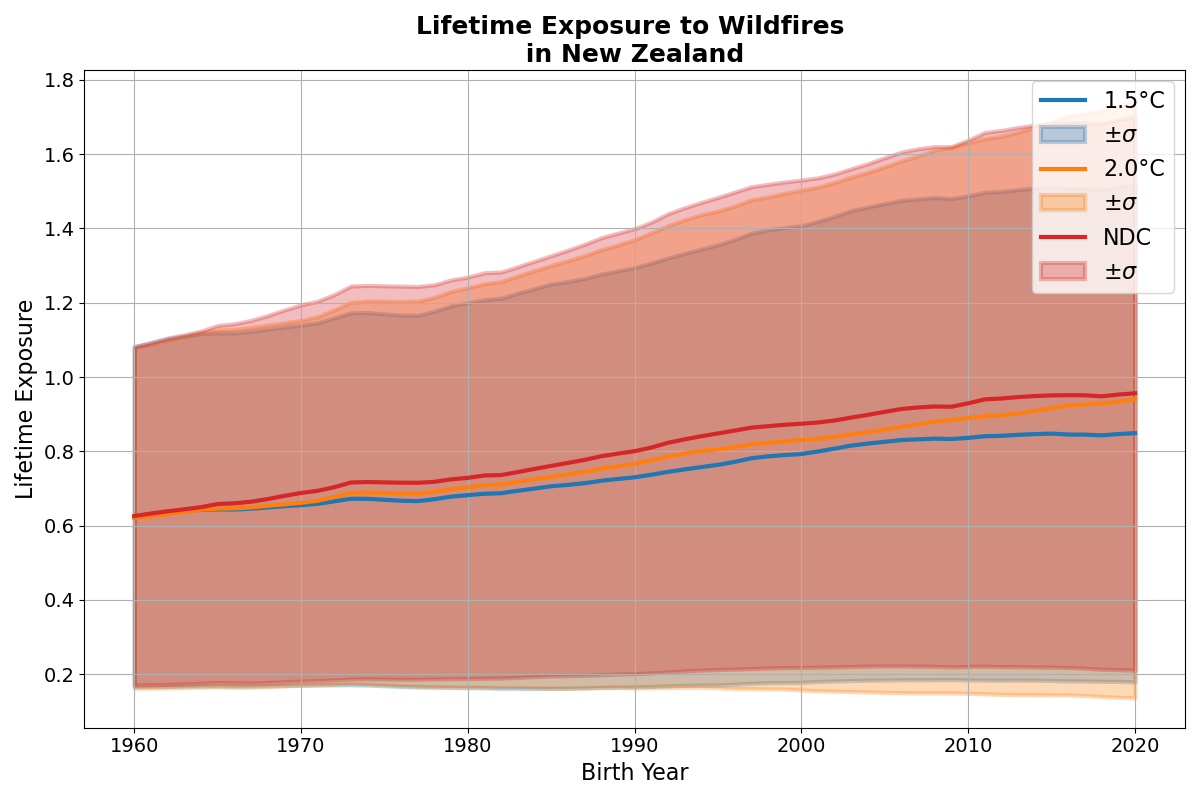 Lifetime Exposure to Wildfires
in New Zealand
1.8
1.6
1.4
1.2
1.0
0.8
0.6
0.4
0.2
Lifetime Exposure
1.5°C
±σ
2.0°C
±σ
NDC
±σ
1960 1970 1980 1990 2000 2010 2020
Birth Year